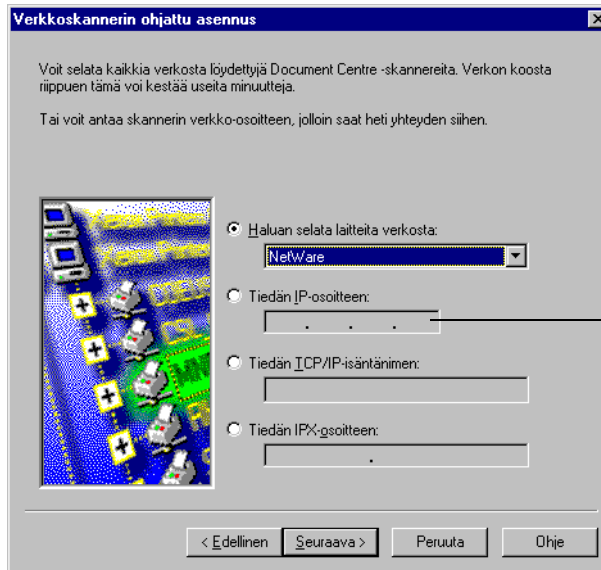 Verkkoskannerin ohjattu asennus
Voit selata kaikkia verkosta löydettyjä Document Centre -skannereita. Verkon koosta
riippuen tämä voi kestää useita minuutteja.
Tai voit antaa skannerin verkko-osoitteen, jolloin saat heti yhteyden siihen.
Haluan selata laitteita verkosta:
NetWare
Tiedän IP-osoitteen:
Tiedän TCP/IP-isäntänimen:
Tiedän IPX-osoitteen:
< Edellinen Seuraava > Peruuta Ohje